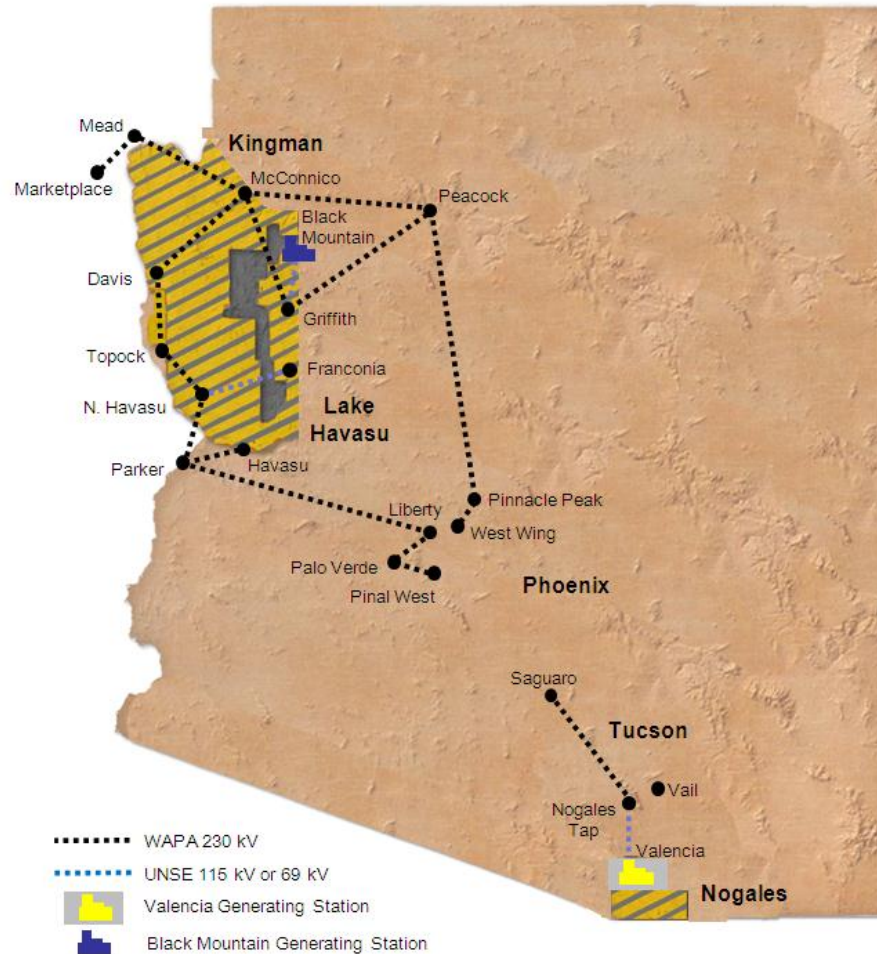 Mead
Kingman
Marketplace
McConnico
Peacock
Black
Mountain
Davis
Griffith
Topock
Franconia
N. Havasu
Lake
Havasu
Parker
Havasu
Pinnacle Peak
Liberty
West Wing
Palo Verde
Phoenix
Pinal West
Saguaro
Tucson
Vail
Nogales
Tap
WAPA 230 kV
Valencia
UNSE 115 kV or 69 kV
Nogales
Valencia Generating Station
Black Mountain Generating Station